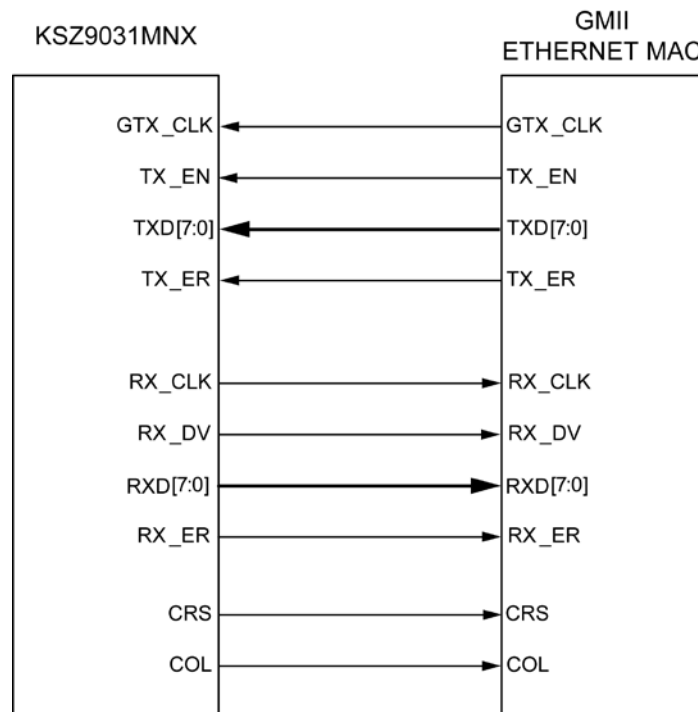 KSZ9031MNX
GMII
ETHERNET MAC
GTX_CLK GTX_CLK
TX_EN TX_EN
TXD[7:0] TXD[7:0]
TX_ER TX_ER
RX_CLK RX_CLK
RX_DV RX_DV
RXD[7:0] RXD[7:0]
RX_ER RX_ER
CRS CRS
COL COL